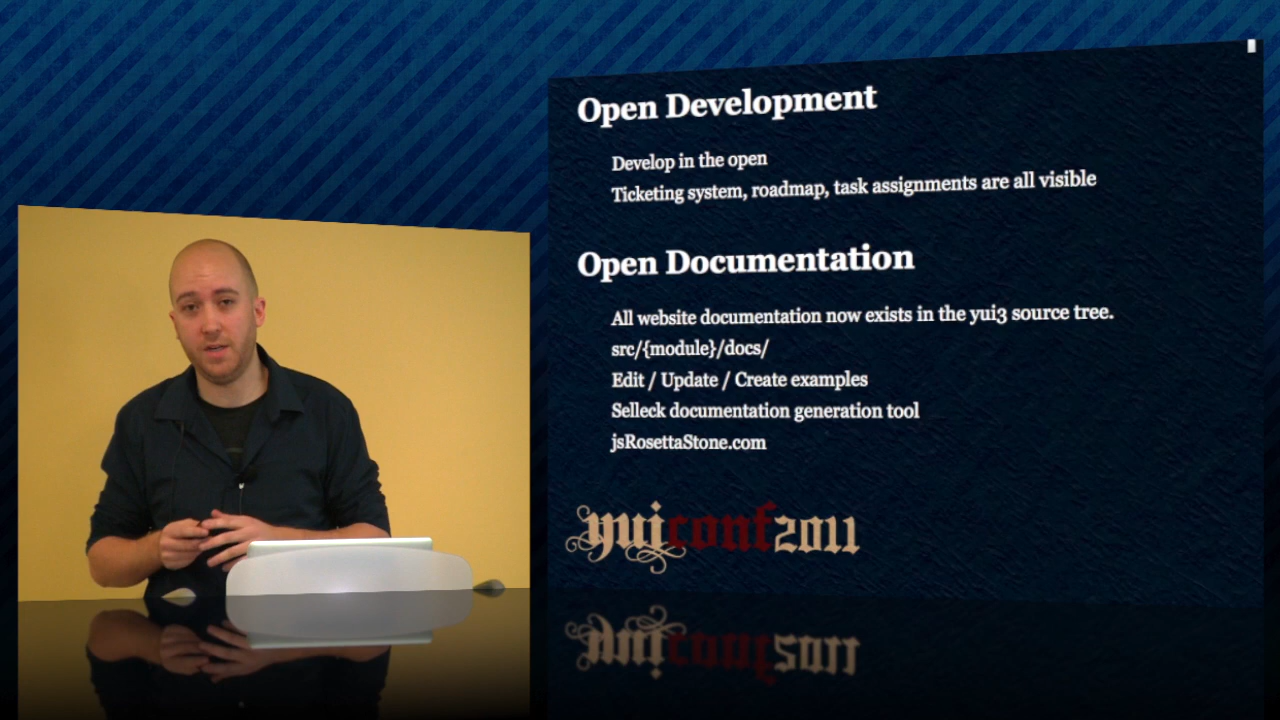 Open Development
Develop in the open
Ticketing system, roadmap, task assignments are all visible
Open Documentation
All website documentation now exists in the yui3 source tree.
src/{module}/docs/
Edit / Update / Create examples
Selleck documentation generation tool
jsRosettaStone.com
yuiconf2011